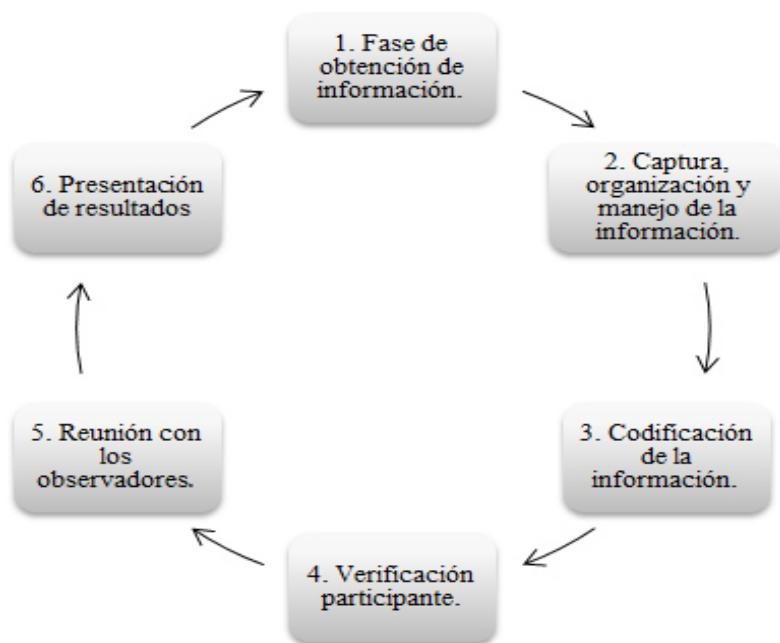 1. Fase de
obtención de
información.
2. Captura,
organización y
manejo de la
información.
3. Codificación
de la
información.
4. Verificación
participante.
5. Reunión con
los
observadores.
6. Presentación
de resultados